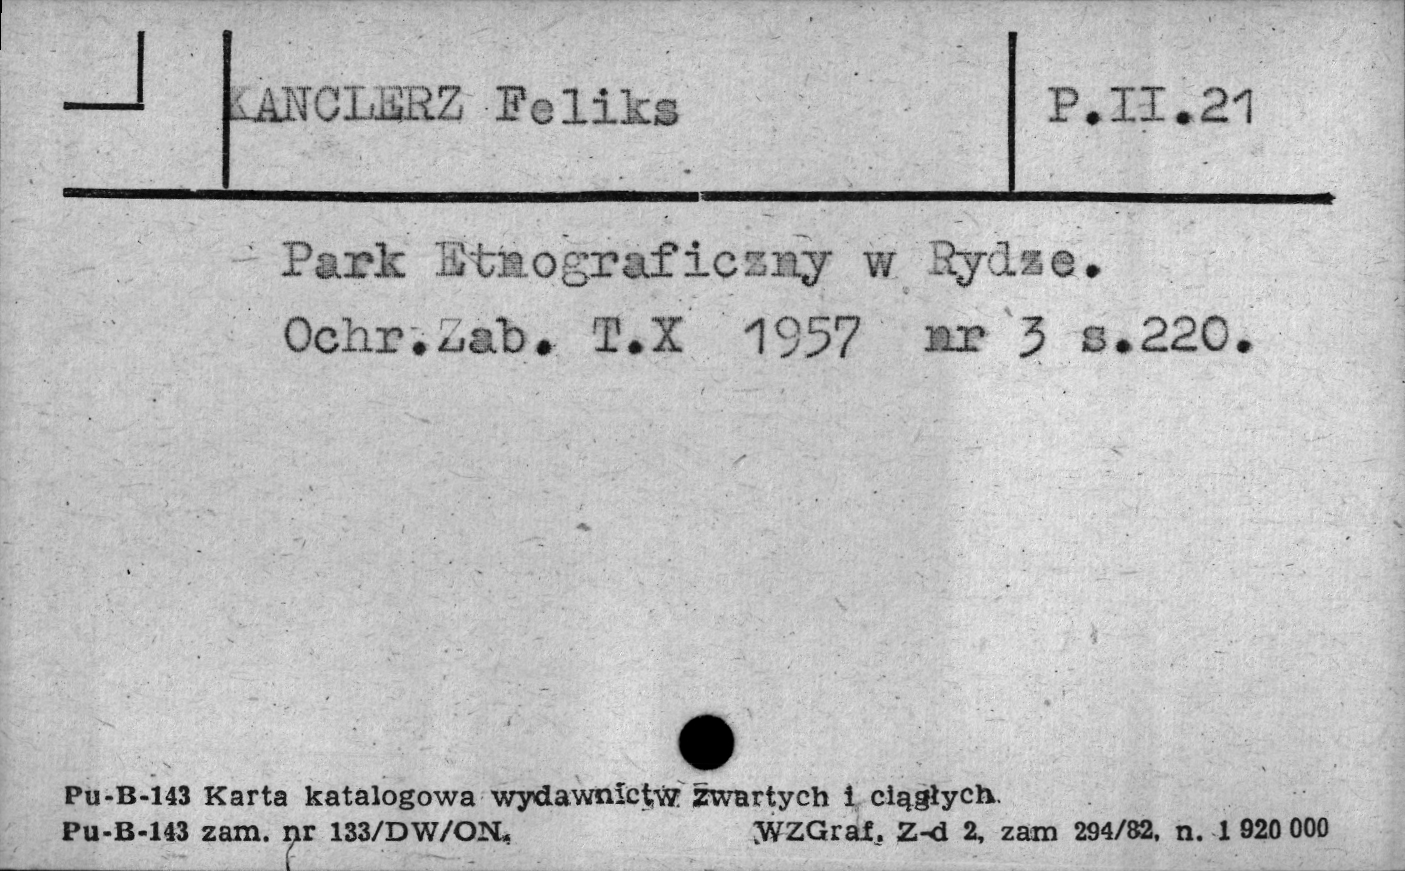 KANCLERZ Feliks P.II.21
Park Etnograficzny w Rydze.
Ochr.Zab. T.X 1957 nr 3 s.220.
Pu-B-143 Karta katalogowa wydawnictw zwartych i ciągłych.
Pu-B-143 zam. nr 133/DW/ON. WZGraf. Z-d 2, zam 294/82, n. 1 920 000